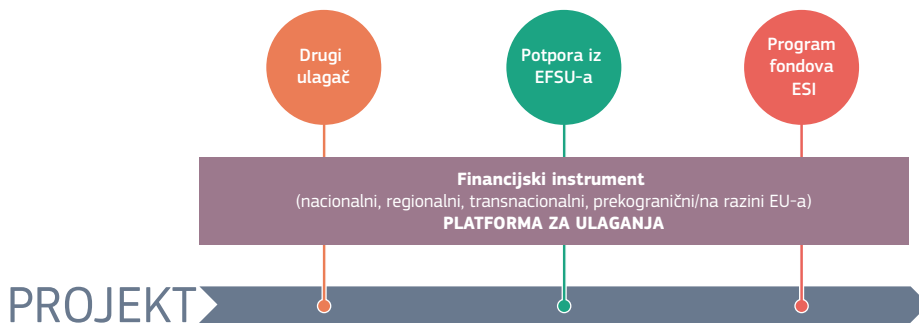 Drugi
ulagač
Potpora iz
EFSU-a
Program
fondova
ESI
Financijski instrument
(nacionalni, regionalni, transnacionalni, prekogranični/na razini EU-a)
PLATFORMA ZA ULAGANJA
PROJEKT